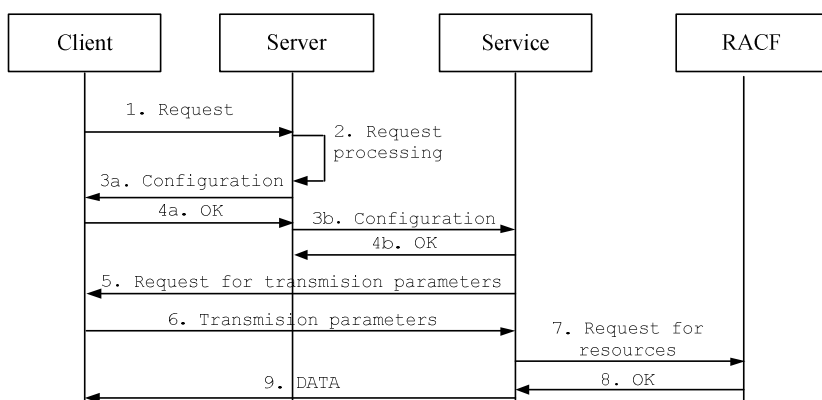 Client
Server
Service
RACF
1. Request
2. Request
processing
3a. Configuration
4a. OK
3b. Configuration
4b. OK
5. Request for transmision parameters
6. Transmision parameters
7. Request for
resources
8. OK
9. DATA